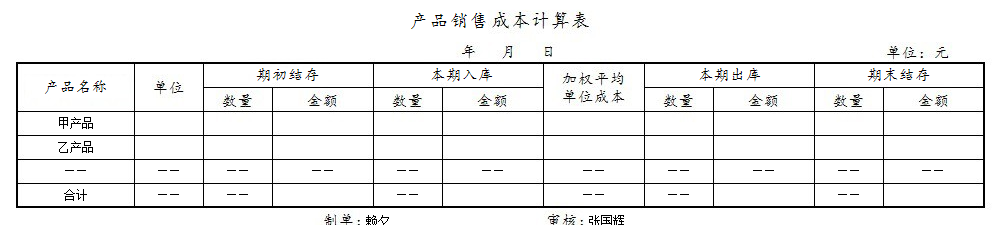 产品销售成本计算表
年 月 日 单位：元
产品名称 单位 期初结存 本期入库 加权平均单位成本 本期出库 期末结存
数量 金额 数量 金额 数量 金额 数量 金额
甲产品
乙产品
—— —— —— —— —— —— —— —— —— —— ——
合计 —— —— —— —— —— ——
制单：赖夕 审核：张国辉